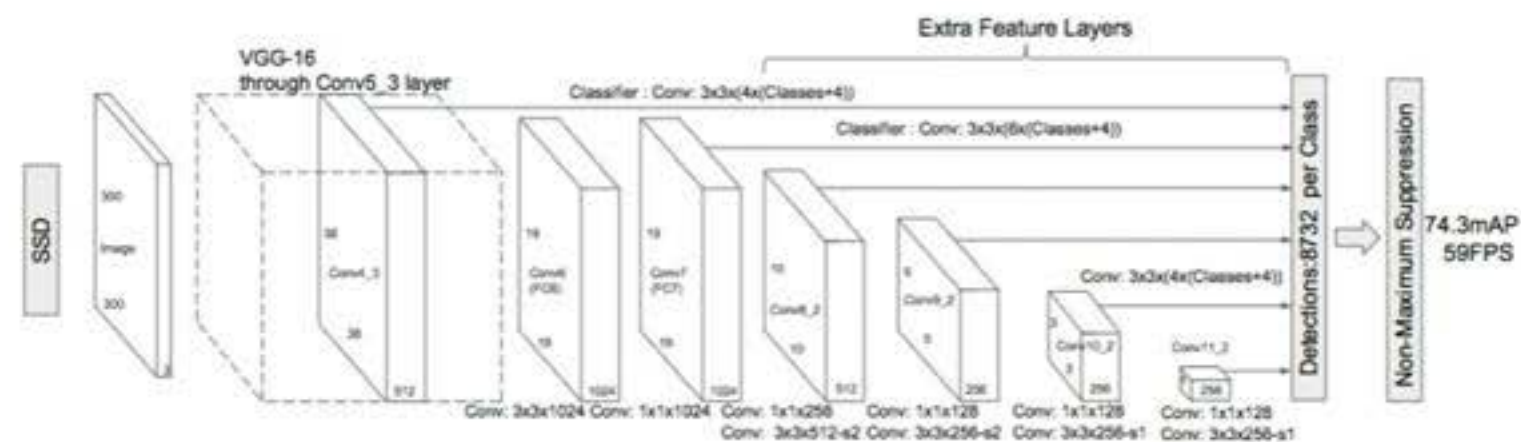 Extra Feature Layers
VGG-16
through Conv5_3 layer
Classifier : Conv: 3x3x(4x(Classes+4))
Classifier : Conv: 3x3x(6x(Classes+4))
SSD
300
Image
300
3
38
Conv4_3
38
512
19
Conv6
(FC6)
19
1024
19
Conv7
(FC7)
19
1024
10
Conv8_2
10
512
5
Conv9_2
5
256
Conv: 3x3x(4x(Classes+4))
3
Conv10_2
3
256
Conv11_2
256
Detections:8732 per Class
Non-Maximum Suppression
74.3mAP
59FPS
Conv: 3x3x1024
Conv: 1x1x1024
Conv: 1x1x256
Conv: 3x3x512-s2
Conv: 1x1x128
Conv: 3x3x256-s2
Conv: 1x1x128
Conv: 3x3x256-s1
Conv: 1x1x128
Conv: 3x3x256-s1